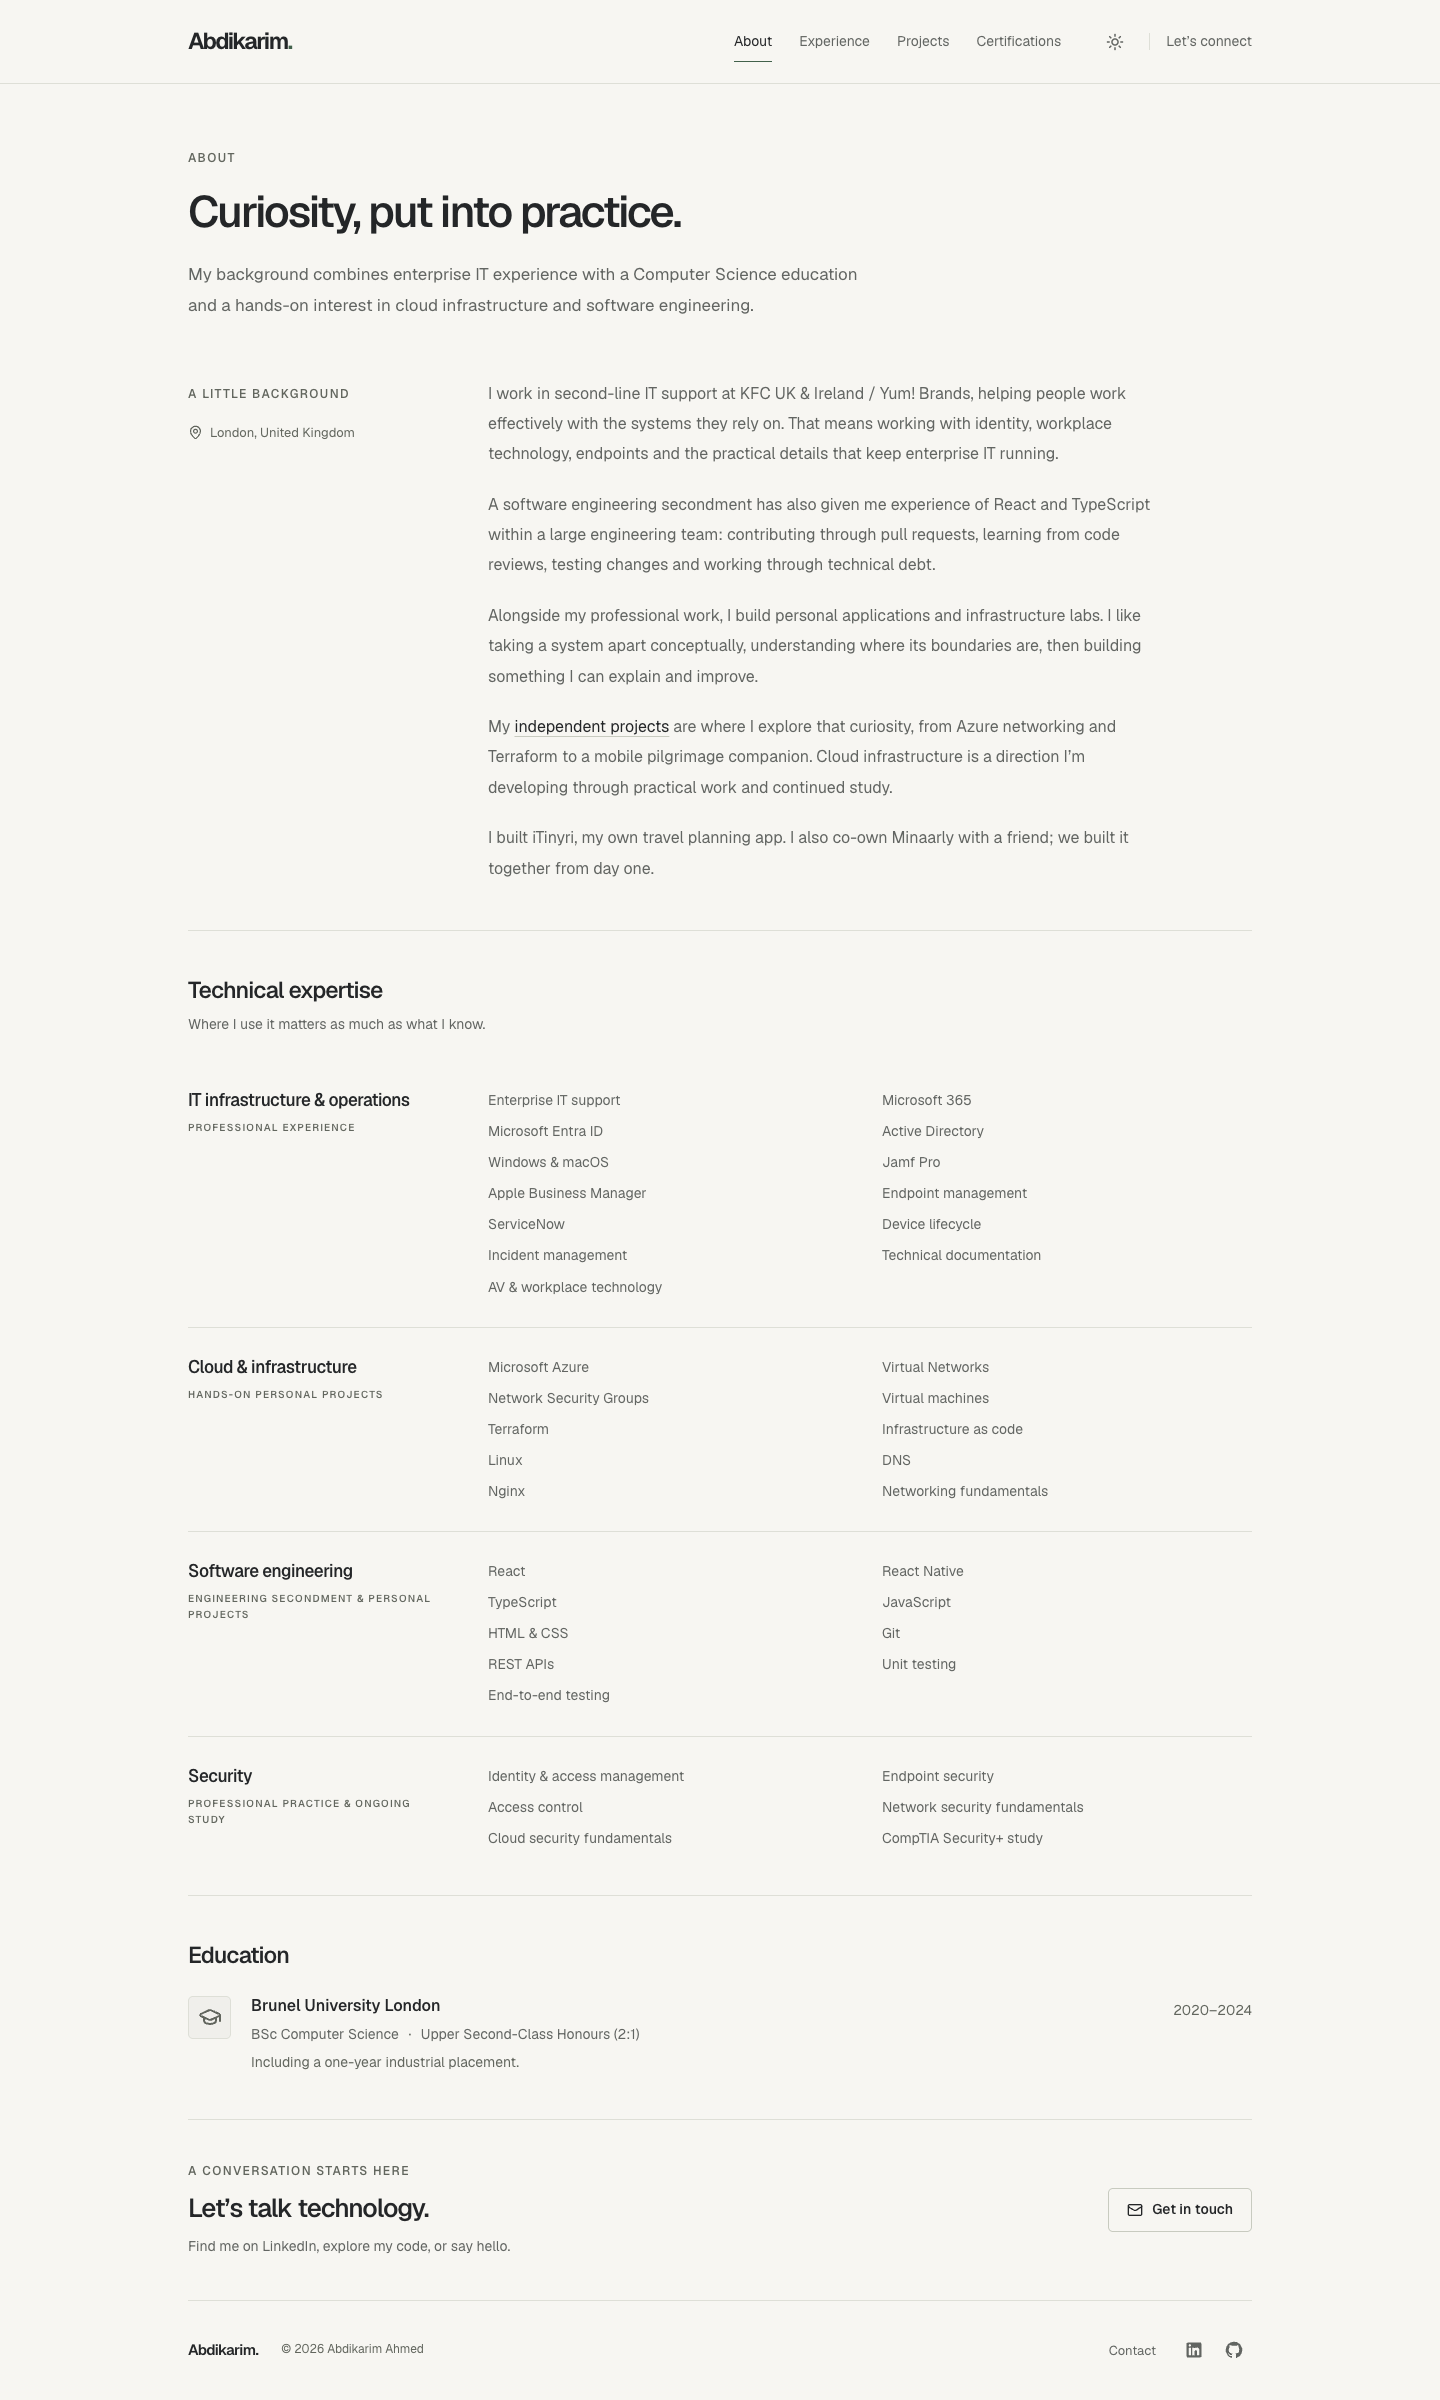 Abdikarim.
About
Experience
Projects
Certifications
Let’s connect
ABOUT
Curiosity, put into practice.
My background combines enterprise IT experience with a Computer Science education
and a hands-on interest in cloud infrastructure and software engineering.
A LITTLE BACKGROUND
London, United Kingdom
I work in second-line IT support at KFC UK & Ireland / Yum! Brands, helping people work
effectively with the systems they rely on. That means working with identity, workplace
technology, endpoints and the practical details that keep enterprise IT running.
A software engineering secondment has also given me experience of React and TypeScript
within a large engineering team: contributing through pull requests, learning from code
reviews, testing changes and working through technical debt.
Alongside my professional work, I build personal applications and infrastructure labs. I like
taking a system apart conceptually, understanding where its boundaries are, then building
something I can explain and improve.
My independent projects are where I explore that curiosity, from Azure networking and
Terraform to a mobile pilgrimage companion. Cloud infrastructure is a direction I’m
developing through practical work and continued study.
I built iTinyri, my own travel planning app. I also co-own Minaarly with a friend; we built it
together from day one.
Technical expertise
Where I use it matters as much as what I know.
IT infrastructure & operations
PROFESSIONAL EXPERIENCE
Enterprise IT support
Microsoft 365
Microsoft Entra ID
Active Directory
Windows & macOS
Jamf Pro
Apple Business Manager
Endpoint management
ServiceNow
Device lifecycle
Incident management
Technical documentation
AV & workplace technology
Cloud & infrastructure
HANDS-ON PERSONAL PROJECTS
Microsoft Azure
Virtual Networks
Network Security Groups
Virtual machines
Terraform
Infrastructure as code
Linux
DNS
Nginx
Networking fundamentals
Software engineering
ENGINEERING SECONDMENT & PERSONAL
PROJECTS
React
React Native
TypeScript
JavaScript
HTML & CSS
Git
REST APIs
Unit testing
End-to-end testing
Security
PROFESSIONAL PRACTICE & ONGOING
STUDY
Identity & access management
Endpoint security
Access control
Network security fundamentals
Cloud security fundamentals
CompTIA Security+ study
Education
Brunel University London
2020–2024
BSc Computer Science · Upper Second-Class Honours (2:1)
Including a one-year industrial placement.
A CONVERSATION STARTS HERE
Let’s talk technology.
Find me on LinkedIn, explore my code, or say hello.
Get in touch
Abdikarim.
© 2026 Abdikarim Ahmed
Contact